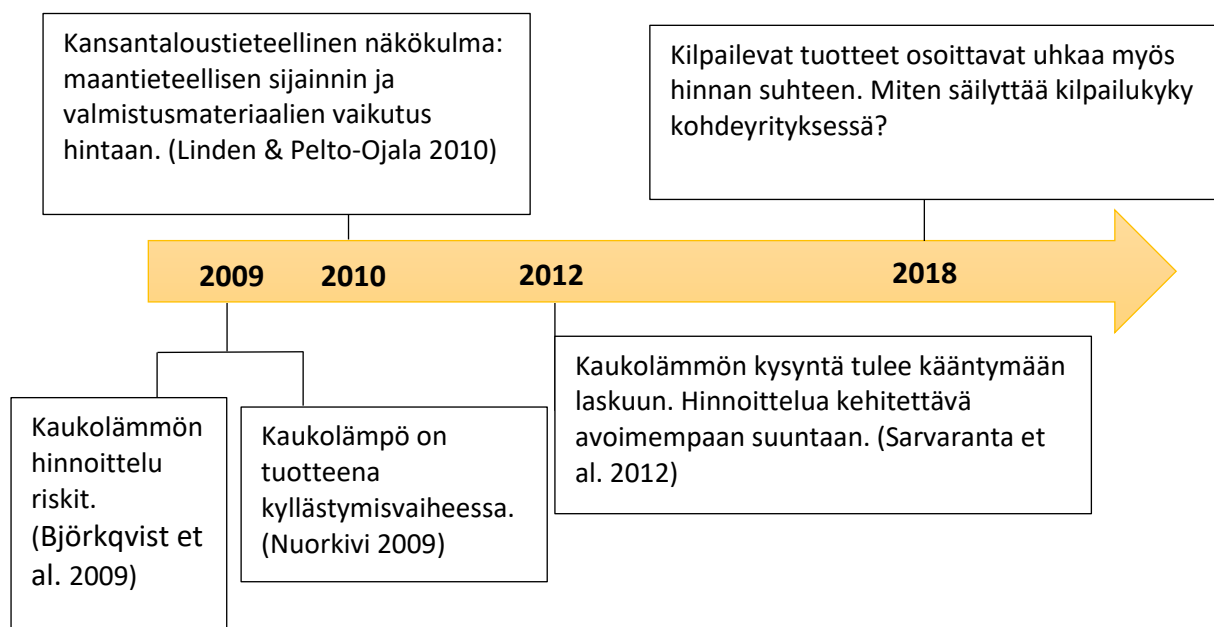 Kansantaloustieteellinen näkökulma:
maantieteellisen sijainnin ja
valmistusmateriaalien vaikutus
hintaan. (Linden & Pelto-Ojala 2010)
Kilpailevat tuotteet osoittavat uhkaa myös
hinnan suhteen. Miten säilyttää kilpailukyky
kohdeyrityksessä?
2009 2010 2012 2018
Kaukolämmön
hinnoittelu
riskit.
(Björkqvist et
al. 2009)
Kaukolämpö on
tuotteena
kyllästymisvaiheessa.
(Nuorkivi 2009)
Kaukolämmön kysyntä tulee kääntymään
laskuun. Hinnoittelua kehitettävä
avoimempaan suuntaan. (Sarvaranta et
al. 2012)